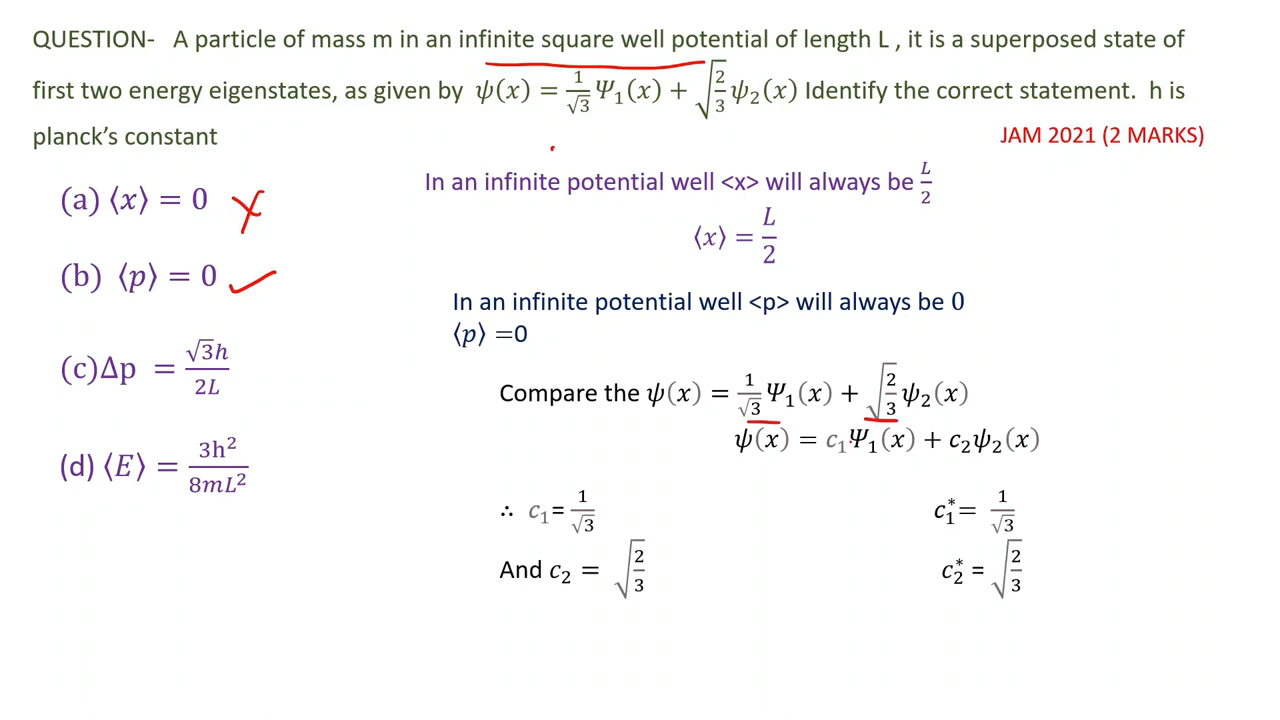 QUESTION- A particle of mass m in an infinite square well potential of length L , it is a superposed state of
first two energy eigenstates, as given by ψ(x) = 1/√3 Ψ₁(x) + √(2/3) ψ₂(x) Identify the correct statement. h is
planck's constant
JAM 2021 (2 MARKS)
(a) ⟨x⟩ = 0
(b) ⟨p⟩ = 0
(c)Δp = √3h/2L
(d) ⟨E⟩ = 3h²/8mL²
In an infinite potential well <x> will always be L/2
⟨x⟩ = L/2
In an infinite potential well <p> will always be 0
⟨p⟩ =0
Compare the ψ(x) = 1/√3 Ψ₁(x) + √(2/3) ψ₂(x)
ψ(x) = c₁Ψ₁(x) + c₂ψ₂(x)
∴ c₁= 1/√3
c₁*= 1/√3
And c₂ = √(2/3)
c₂* = √(2/3)